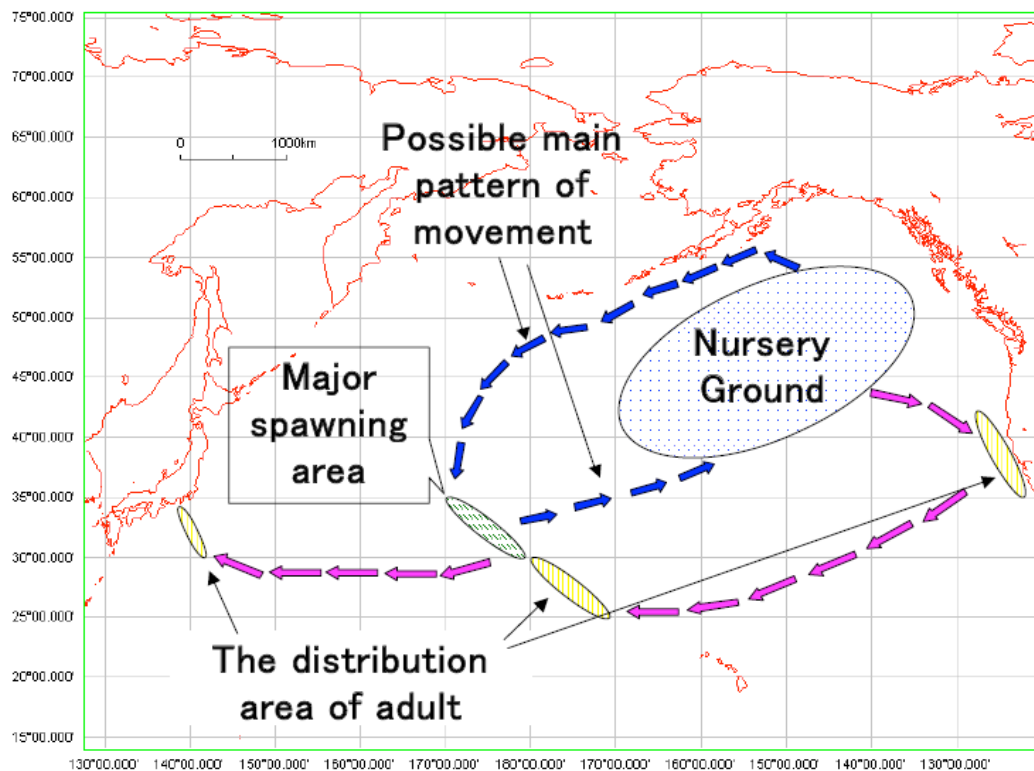 75°00.000'
70°00.000'
65°00.000'
60°00.000'
55°00.000'
50°00.000'
45°00.000'
40°00.000'
35°00.000'
30°00.000'
25°00.000'
20°00.000'
15°00.000'
0 1000km
Possible main
pattern of
movement
Nursery
Ground
Major
spawning
area
The distribution
area of adult
130°00.000' 140°00.000' 150°00.000' 160°00.000' 170°00.000' 180°00.000' 170°00.000' 160°00.000' 150°00.000' 140°00.000' 130°00.000'